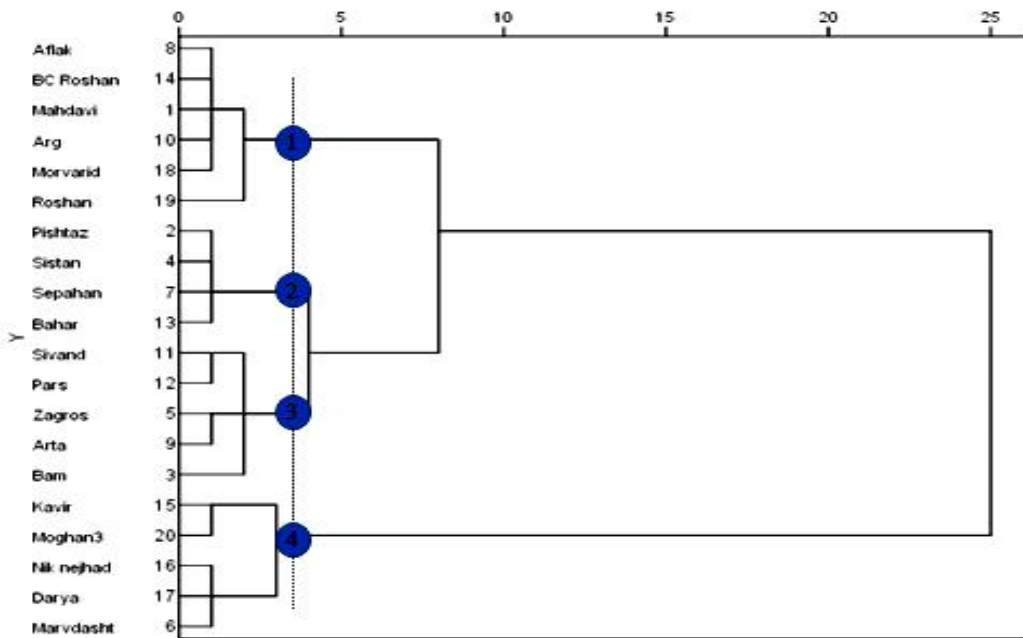 0 5 10 15 20 25
Aflak 8
BC Roshan 14
Mahdavi 1
Arg 10
1
Morvarid 18
Roshan 19
Pishtaz 2
Sistan 4
Sepahan 7
2
Bahar 13
Y
Sivand 11
Pars 12
Zagros 5
3
Arta 9
Bam 3
Kavir 15
Moghan3 20
4
Nik nejhad 16
Darya 17
Marvdasht 6